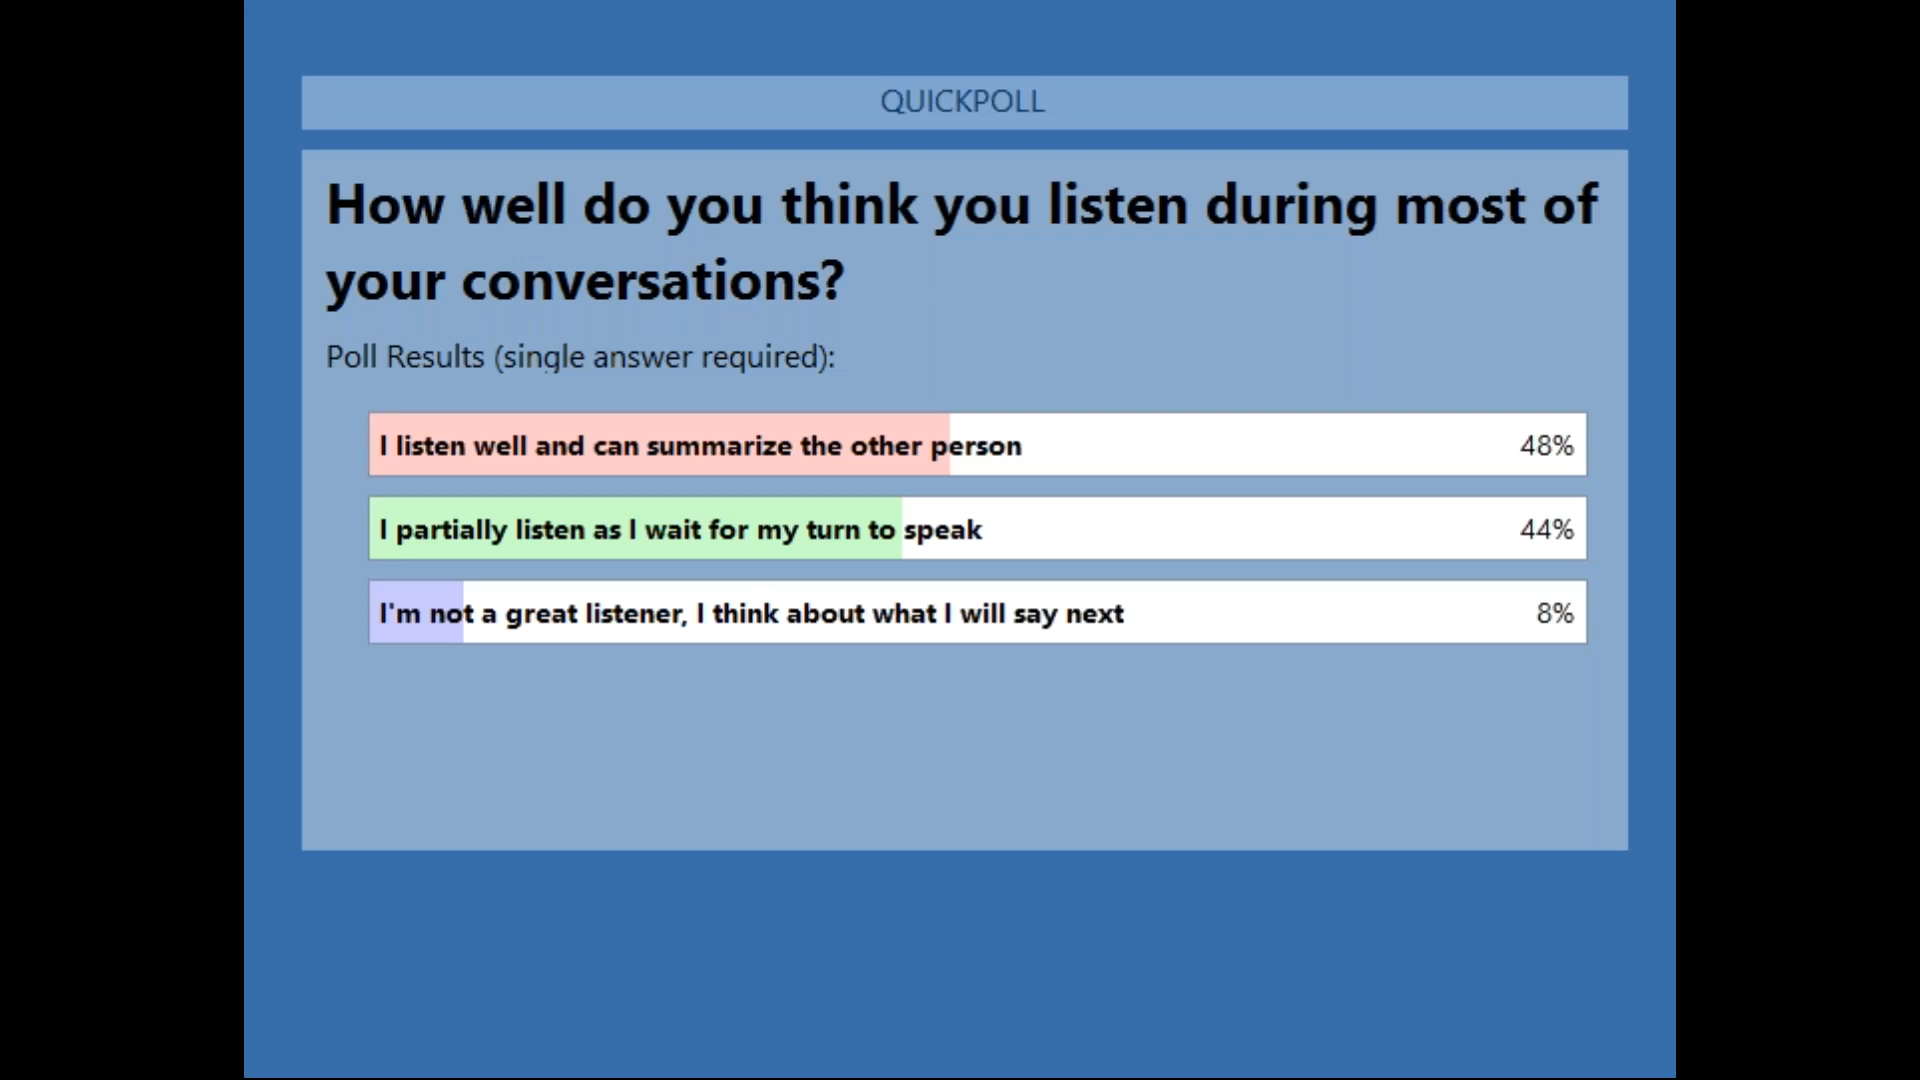 QUICKPOLL
How well do you think you listen during most of
your conversations?
Poll Results (single answer required):
I listen well and can summarize the other person 48%
I partially listen as I wait for my turn to speak 44%
I'm not a great listener, I think about what I will say next 8%